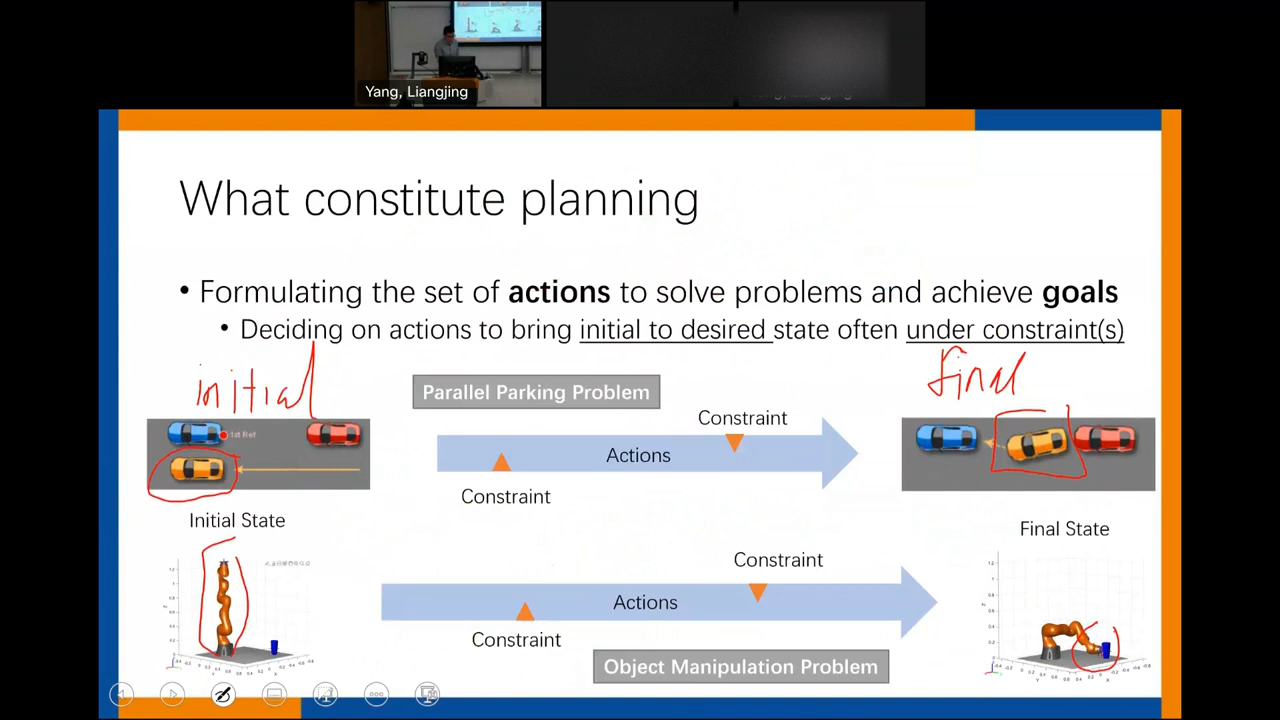 Yang, Liangjing
What constitute planning
• Formulating the set of actions to solve problems and achieve goals
• Deciding on actions to bring initial to desired state often under constraint(s)
initial
final
Parallel Parking Problem
1st Ref
Constraint
Actions
Constraint
Initial State
Final State
Constraint
Actions
Constraint
Object Manipulation Problem